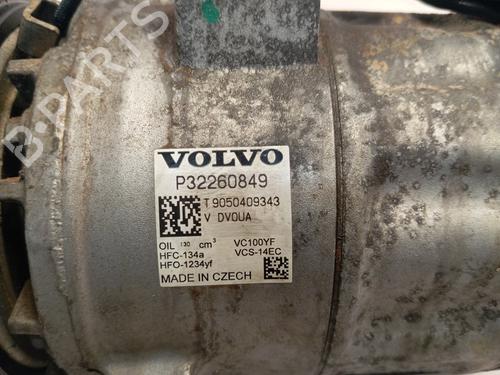 B-PARTS
VOLVO
P32260849
T 9050409343
V DV0UA
OIL 130 cm³ VC100YF
HFC-134a VCS-14EC
HFO-1234yf
MADE IN CZECH